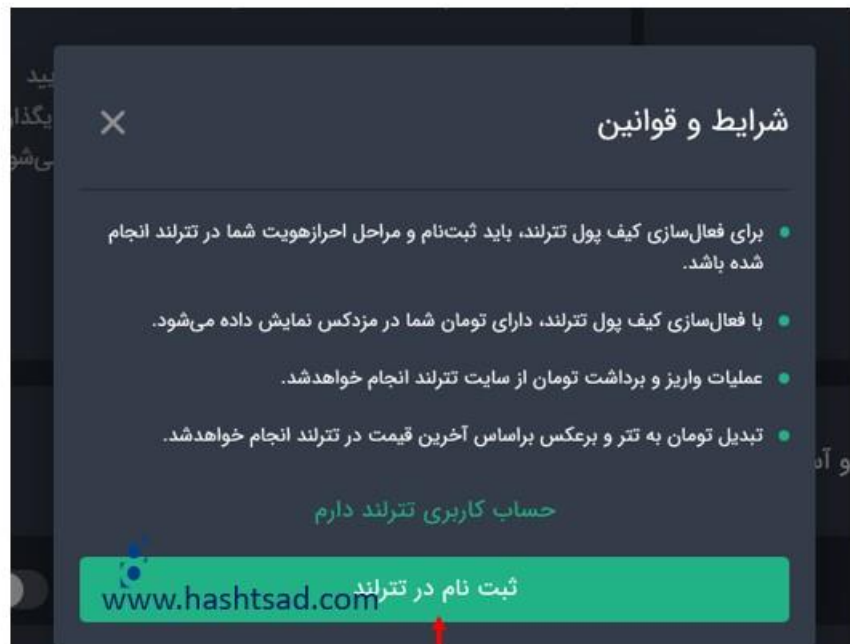 شرایط و قوانین
برای فعال‌سازی کیف پول تترلند، باید ثبت‌نام و مراحل احرازهویت شما در تترلند انجام
شده باشد.
با فعال‌سازی کیف پول تترلند، دارای تومان شما در مزدکس نمایش داده می‌شود.
عملیات واریز و برداشت تومان از سایت تترلند انجام خواهدشد.
تبدیل تومان به تتر و برعکس براساس آخرین قیمت در تترلند انجام خواهدشد.
حساب کاربری تترلند دارم
ثبت نام در تترلند
www.hashtsad.com